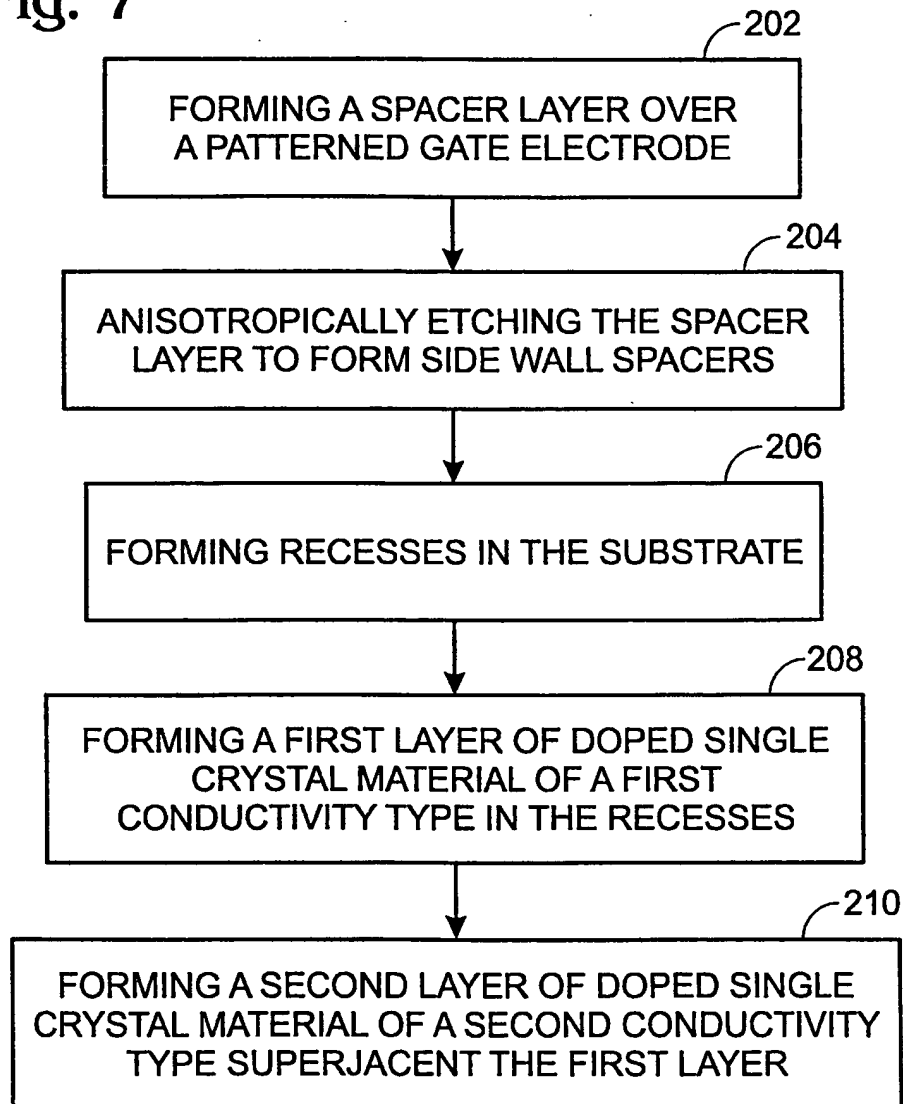 Fig. 7
202
FORMING A SPACER LAYER OVER
A PATTERNED GATE ELECTRODE
204
ANISOTROPICALLY ETCHING THE SPACER
LAYER TO FORM SIDE WALL SPACERS
206
FORMING RECESSES IN THE SUBSTRATE
208
FORMING A FIRST LAYER OF DOPED SINGLE
CRYSTAL MATERIAL OF A FIRST
CONDUCTIVITY TYPE IN THE RECESSES
210
FORMING A SECOND LAYER OF DOPED SINGLE
CRYSTAL MATERIAL OF A SECOND CONDUCTIVITY
TYPE SUPERJACENT THE FIRST LAYER